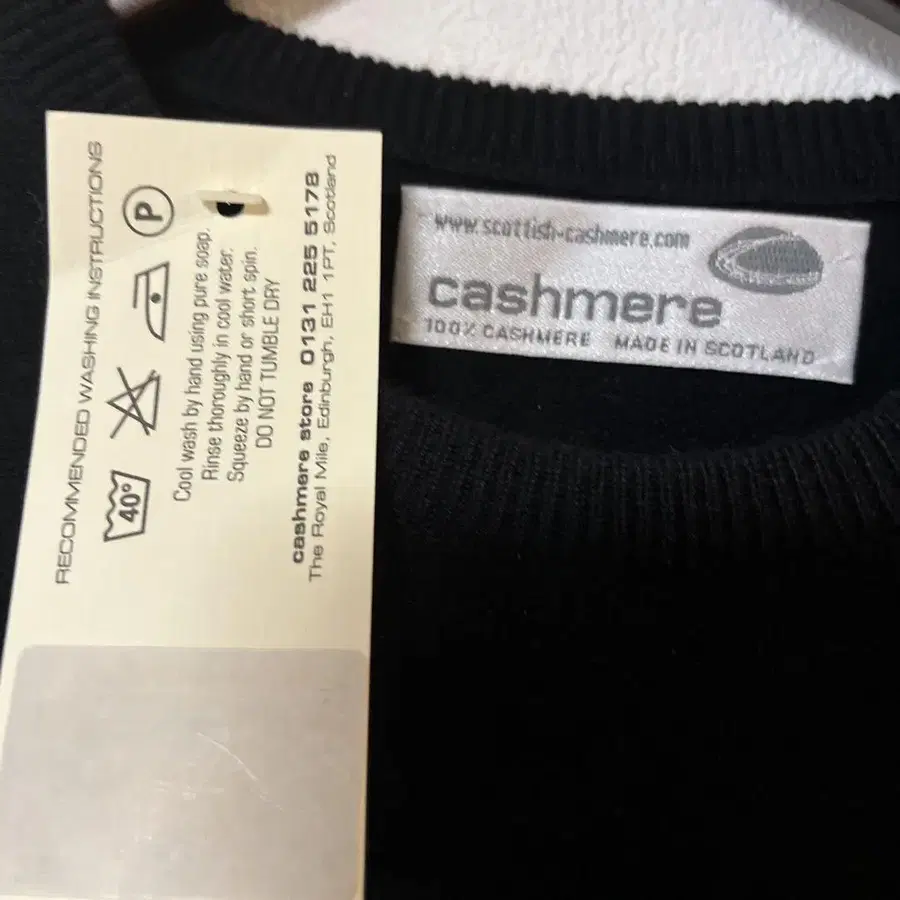 RECOMMENDED WASHING INSTRUCTIONS
40°
P
Cool wash by hand using pure soap.
Rinse thoroughly in cool water.
Squeeze by hand or short spin.
DO NOT TUMBLE DRY
cashmere store 0131 225 5178
The Royal Mile, Edinburgh, EH1 1PT, Scotland
www.scottish-cashmere.com
cashmere
100% CASHMERE MADE IN SCOTLAND